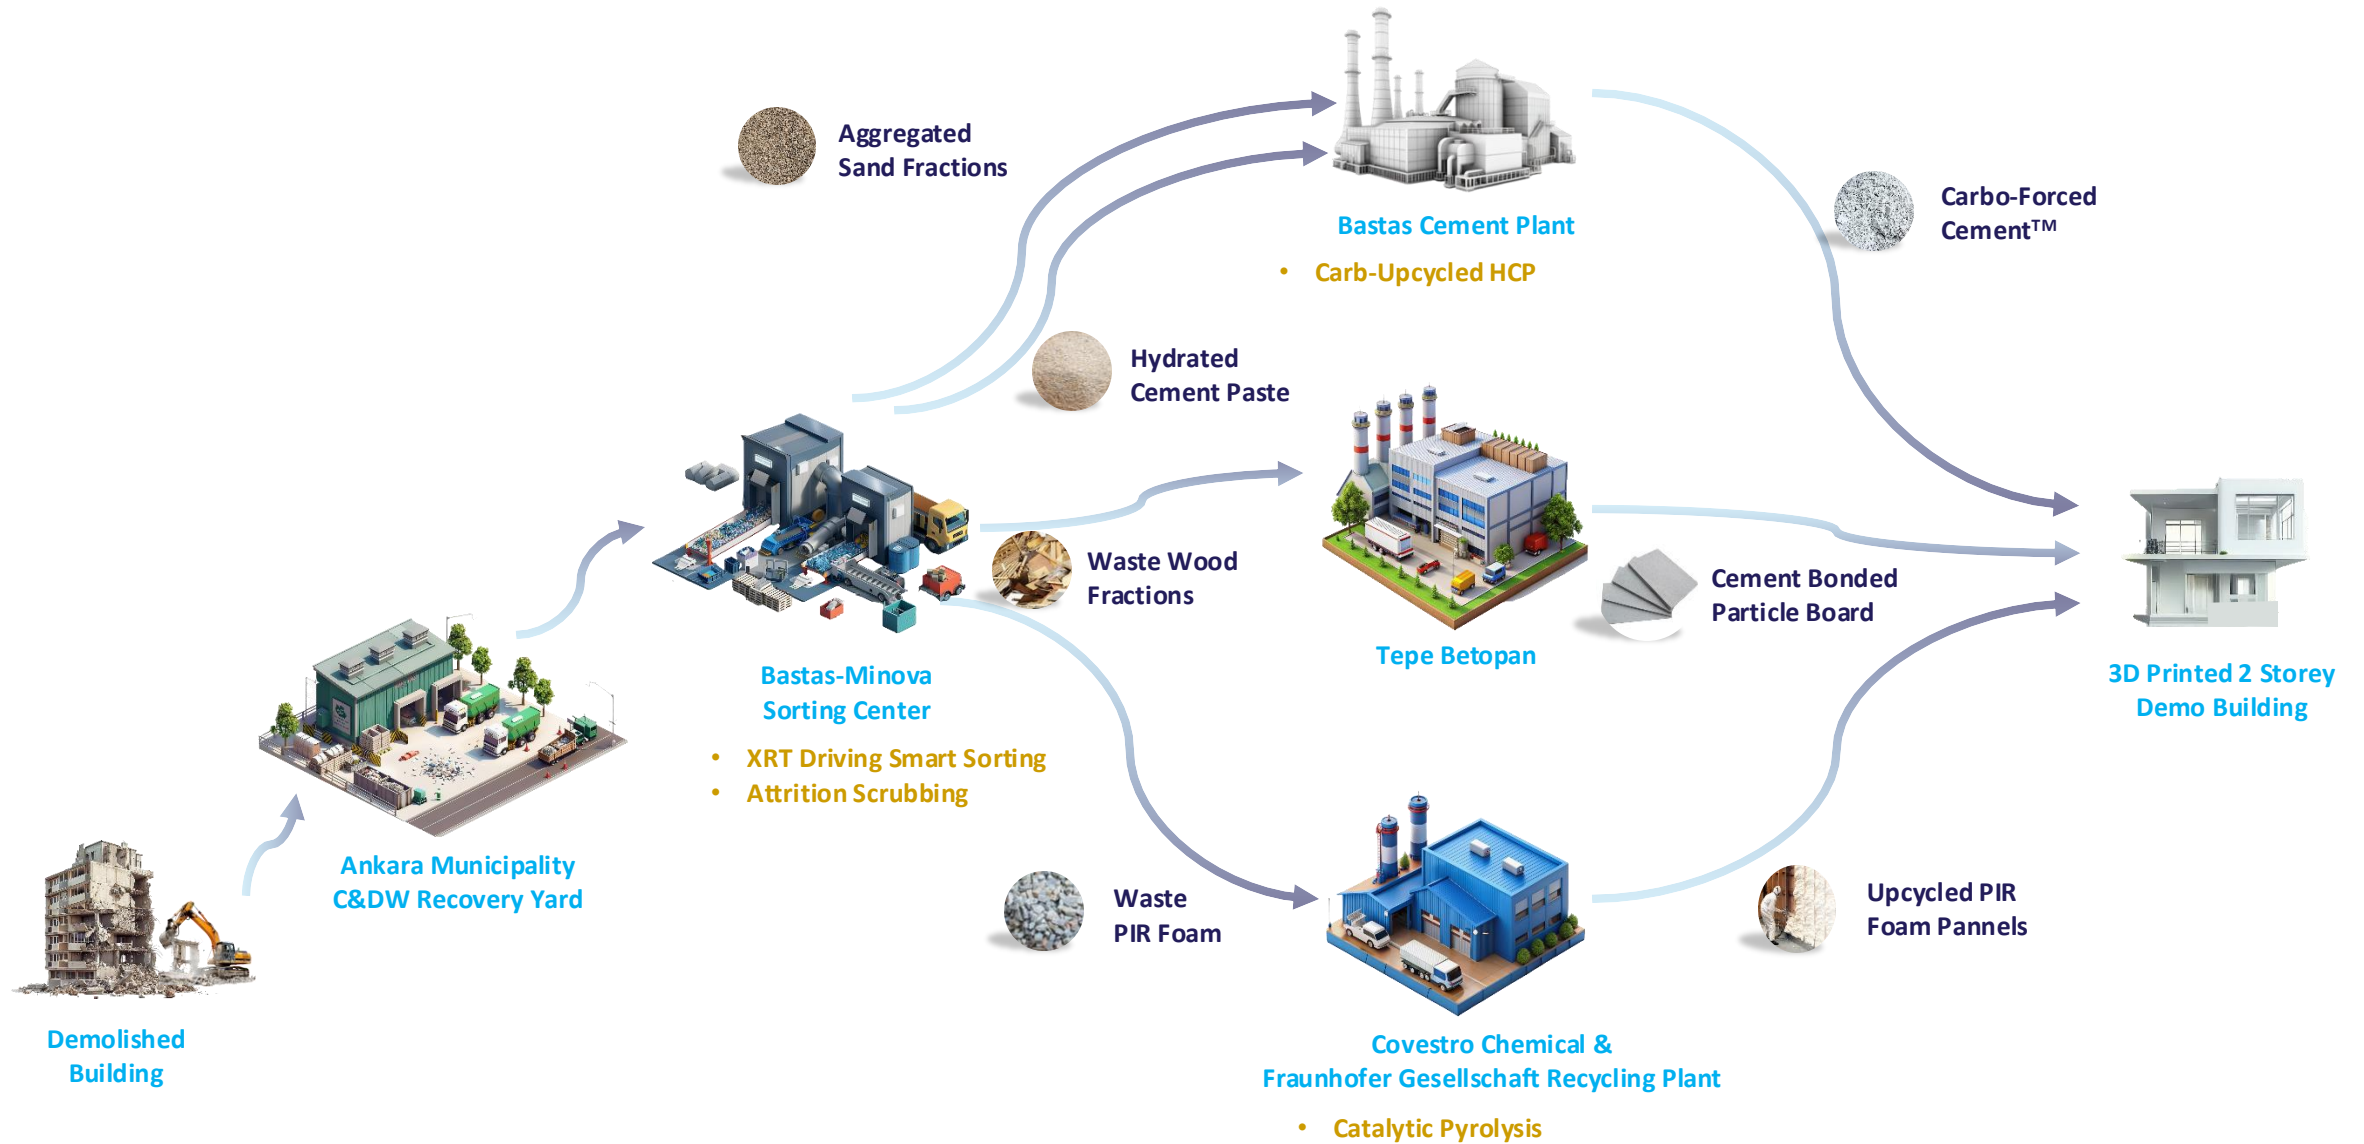 Aggregated
Sand Fractions
Bastas Cement Plant
• Carb-Upcycled HCP
Carbo-Forced
Cement™
Hydrated
Cement Paste
Waste Wood
Fractions
Tepe Betopan
Cement Bonded
Particle Board
Bastas-Minova
Sorting Center
• XRT Driving Smart Sorting
• Attrition Scrubbing
3D Printed 2 Storey
Demo Building
Ankara Municipality
C&DW Recovery Yard
Waste
PIR Foam
Upcycled PIR
Foam Pannels
Demolished
Building
Covestro Chemical &
Fraunhofer Gesellschaft Recycling Plant
• Catalytic Pyrolysis